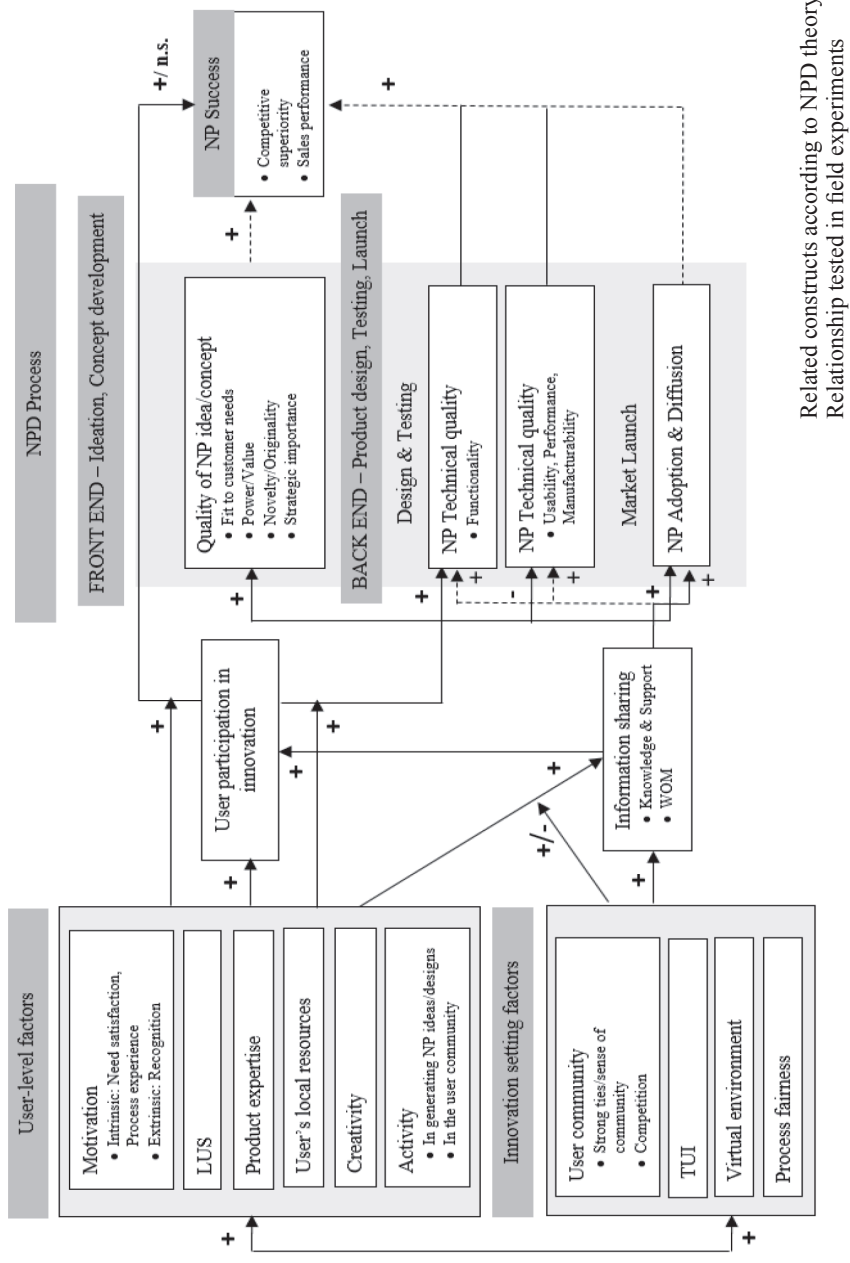 User-level factors
Motivation
• Intrinsic: Need satisfaction,
Process experience
• Extrinsic: Recognition
LUS
Product expertise
User's local resources
Creativity
Activity
• In generating NP ideas/designs
• In the user community
Innovation setting factors
User community
• Strong ties/sense of
community
• Competition
TUI
Virtual environment
Process fairness
+
+
+
+
+
+
+/-
+
+
+
User participation in
innovation
Information sharing
• Knowledge & Support
• WOM
NPD Process
FRONT END – Ideation, Concept development
Quality of NP idea/concept
• Fit to customer needs
• Power/Value
• Novelty/Originality
• Strategic importance
BACK END – Product design, Testing, Launch
Design & Testing
NP Technical quality
• Functionality
NP Technical quality
• Usability, Performance,
Manufacturability
Market Launch
NP Adoption & Diffusion
+
+
+
-
+
+
+
+
+/ n.s.
+
NP Success
• Competitive
superiority
• Sales performance
Related constructs according to NPD theory
Relationship tested in field experiments